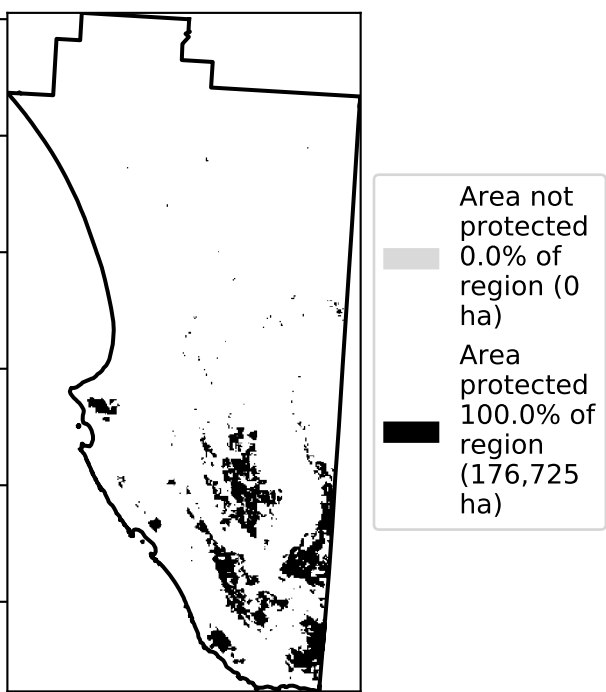 Area not
protected
0.0% of
region (0
ha)
Area
protected
100.0% of
region
(176,725
ha)